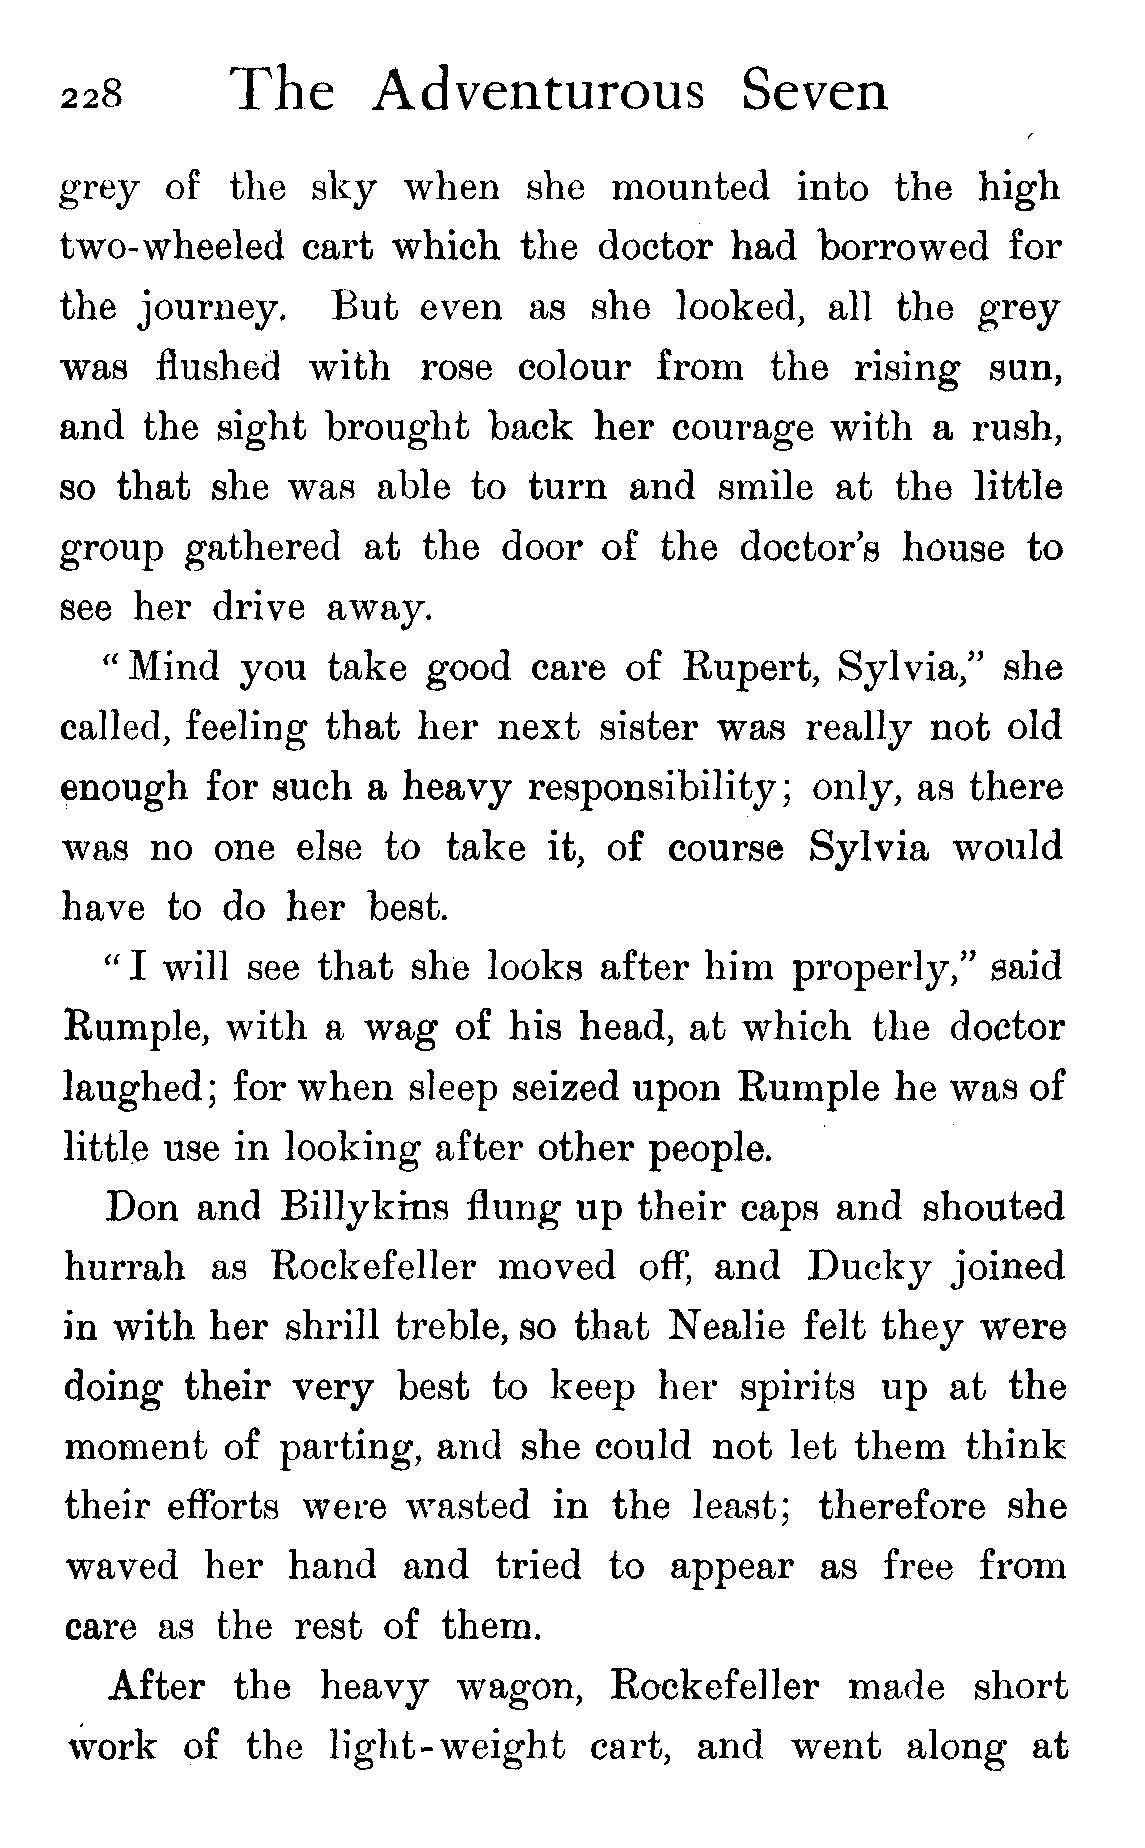 228 The Adventurous Seven
grey of the sky when she mounted into the high
two-wheeled cart which the doctor had borrowed for
the journey. But even as she looked, all the grey
was flushed with rose colour from the rising sun,
and the sight brought back her courage with a rush,
so that she was able to turn and smile at the little
group gathered at the door of the doctor's house to
see her drive away.
"Mind you take good care of Rupert, Sylvia," she
called, feeling that her next sister was really not old
enough for such a heavy responsibility; only, as there
was no one else to take it, of course Sylvia would
have to do her best.
"I will see that she looks after him properly," said
Rumple, with a wag of his head, at which the doctor
laughed; for when sleep seized upon Rumple he was of
little use in looking after other people.
Don and Billykins flung up their caps and shouted
hurrah as Rockefeller moved off, and Ducky joined
in with her shrill treble, so that Nealie felt they were
doing their very best to keep her spirits up at the
moment of parting, and she could not let them think
their efforts were wasted in the least; therefore she
waved her hand and tried to appear as free from
care as the rest of them.
After the heavy wagon, Rockefeller made short
work of the light-weight cart, and went along at